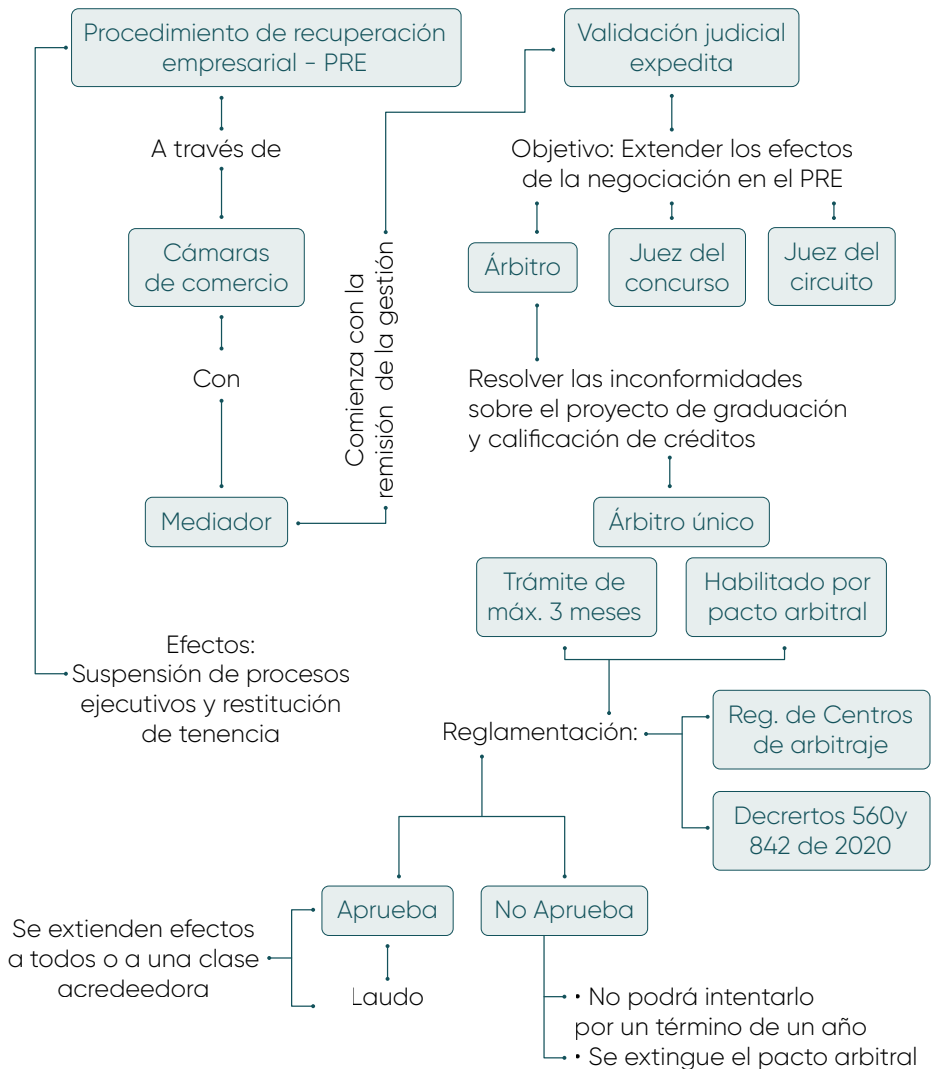 Procedimiento de recuperación
empresarial - PRE
A través de
Cámaras
de comercio
Con
Mediador
Efectos:
Suspensión de procesos
ejecutivos y restitución
de tenencia
Comienza con la
remisión de la gestión
Validación judicial
expedita
Objetivo: Extender los efectos
de la negociación en el PRE
Árbitro
Juez del
concurso
Juez del
circuito
Resolver las inconformidades
sobre el proyecto de graduación
y calificación de créditos
Árbitro único
Trámite de
máx. 3 meses
Habilitado por
pacto arbitral
Reglamentación:
Reg. de Centros
de arbitraje
Decrertos 560y
842 de 2020
Aprueba
No Aprueba
Se extienden efectos
a todos o a una clase
acredeedora
Laudo
• No podrá intentarlo
por un término de un año
• Se extingue el pacto arbitral